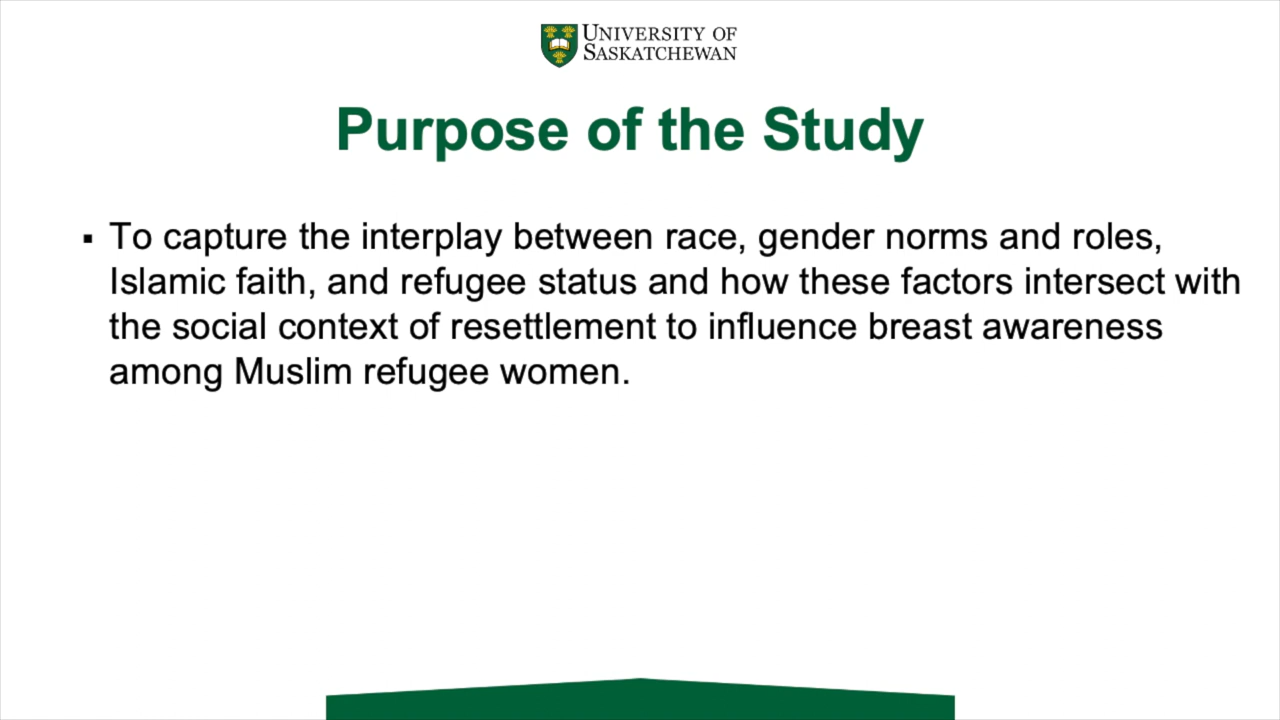 UNIVERSITY OF
SASKATCHEWAN
Purpose of the Study
▪ To capture the interplay between race, gender norms and roles,
Islamic faith, and refugee status and how these factors intersect with
the social context of resettlement to influence breast awareness
among Muslim refugee women.